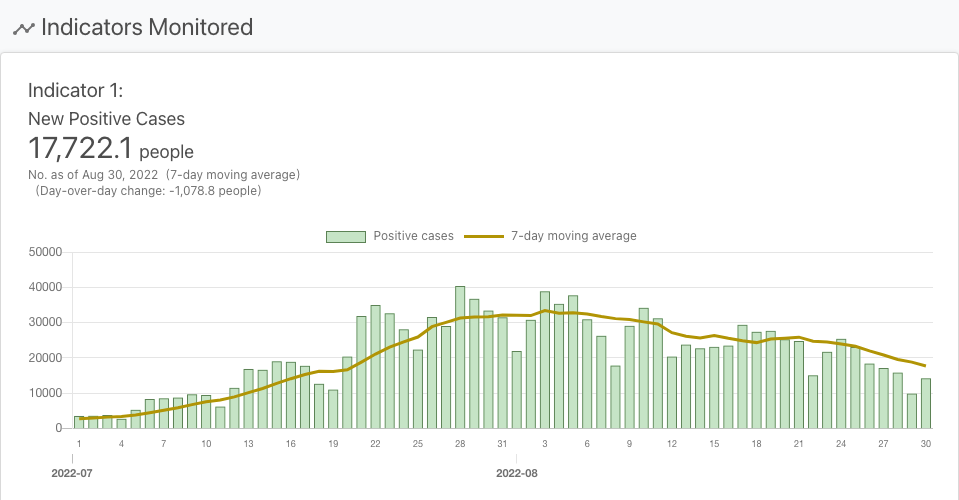 Indicators Monitored
Indicator 1:
New Positive Cases
17,722.1 people
No. as of Aug 30, 2022 (7-day moving average)
(Day-over-day change: -1,078.8 people)
Positive cases 7-day moving average
50000
40000
30000
20000
10000
0
1 4 7 10 13 16 19 22 25 28 31 3 6 9 12 15 18 21 24 27 30
2022-07 2022-08